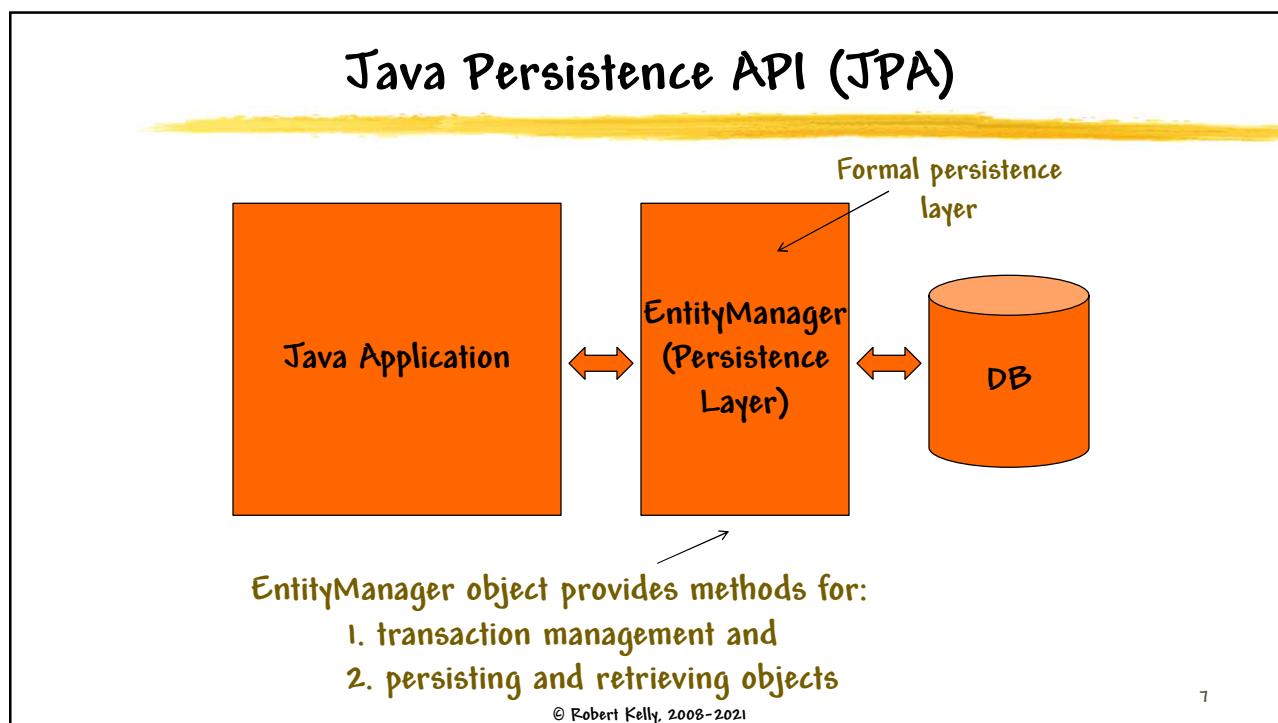 Java Persistence API (JPA)
Formal persistence
layer
Java Application
EntityManager
(Persistence
Layer)
DB
EntityManager object provides methods for:
1. transaction management and
2. persisting and retrieving objects
© Robert Kelly, 2008-2021
7